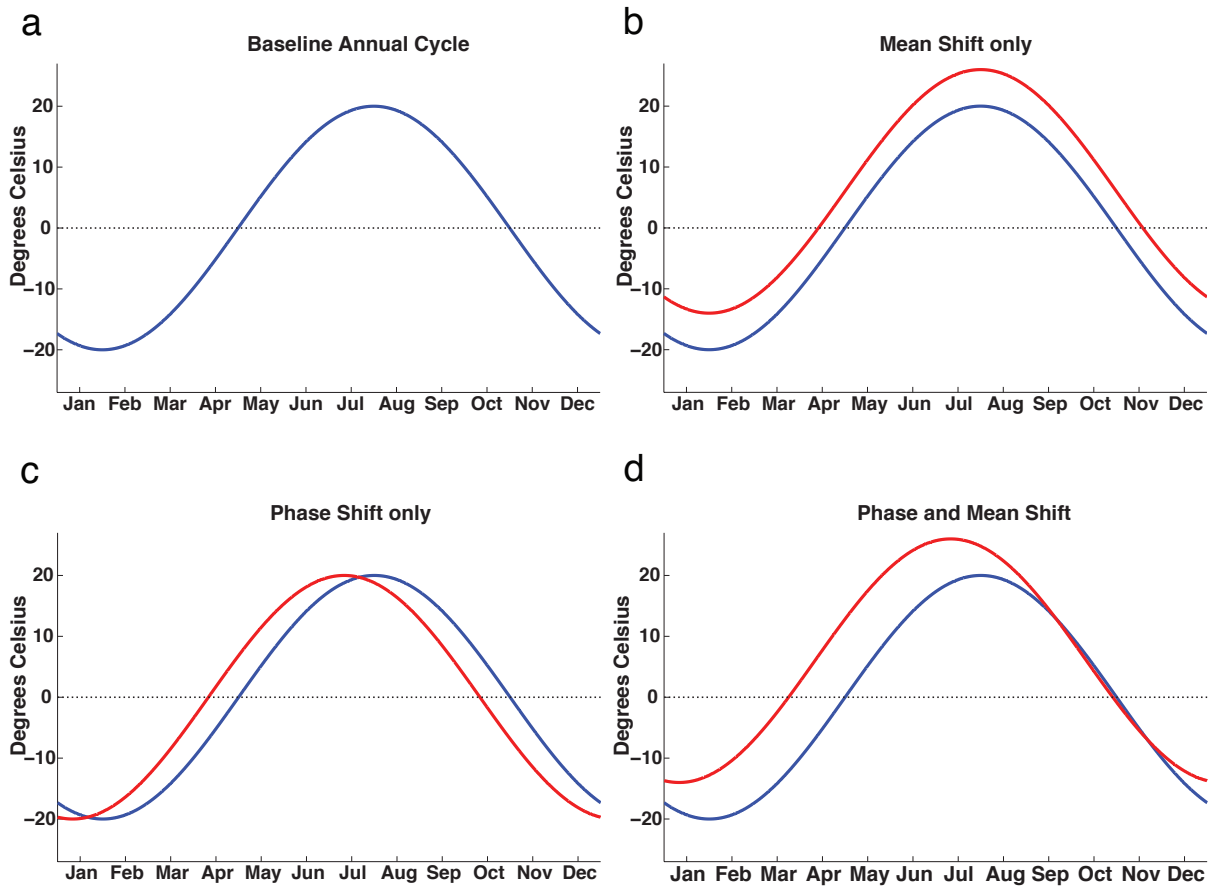 a
Baseline Annual Cycle
Degrees Celsius
20
10
0
−10
−20
Jan Feb Mar Apr May Jun Jul Aug Sep Oct Nov Dec
b
Mean Shift only
Degrees Celsius
20
10
0
−10
−20
Jan Feb Mar Apr May Jun Jul Aug Sep Oct Nov Dec
c
Phase Shift only
Degrees Celsius
20
10
0
−10
−20
Jan Feb Mar Apr May Jun Jul Aug Sep Oct Nov Dec
d
Phase and Mean Shift
Degrees Celsius
20
10
0
−10
−20
Jan Feb Mar Apr May Jun Jul Aug Sep Oct Nov Dec